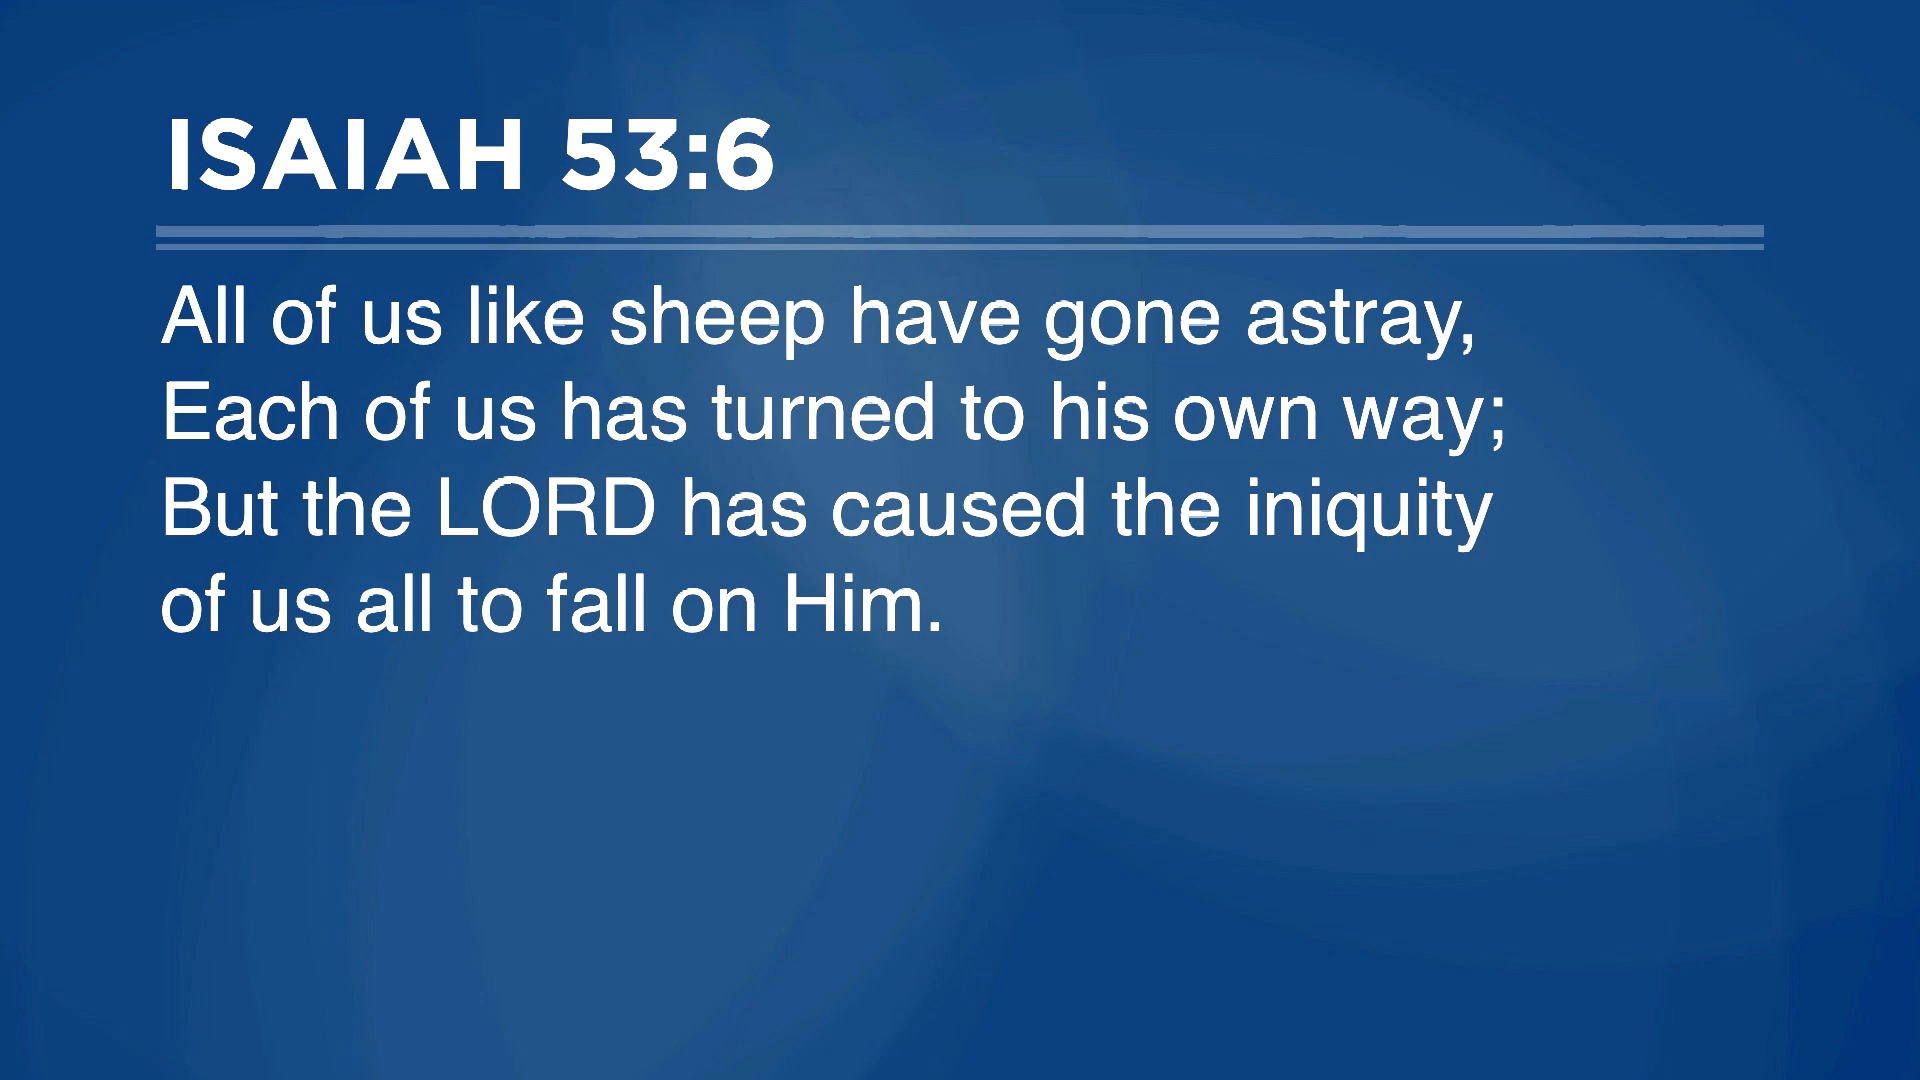 ISAIAH 53:6
All of us like sheep have gone astray,
Each of us has turned to his own way;
But the LORD has caused the iniquity
of us all to fall on Him.